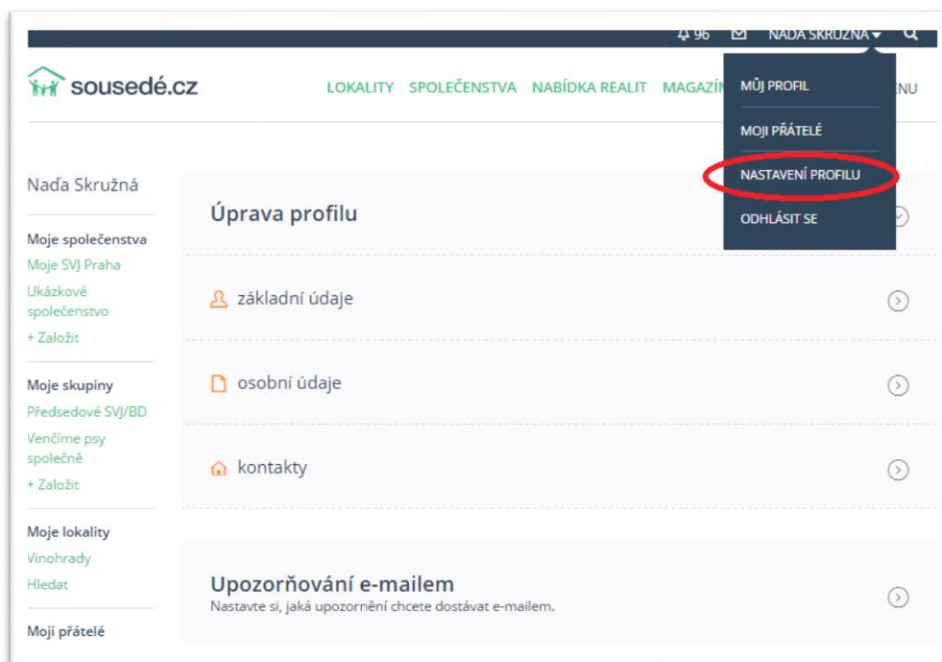 96 NAĎA SKRUŽNÁ
sousedé.cz
LOKALITY SPOLEČENSTVA NABÍDKA REALIT MAGAZÍN
MŮJ PROFIL
MOJI PŘÁTELÉ
NASTAVENÍ PROFILU
ODHLÁSIT SE
Naďa Skružná
Moje společenstva
Moje SVJ Praha
Ukázkové
společenstvo
+ Založit
Moje skupiny
Předsedové SVJ/BD
Venčíme psy
společně
+ Založit
Moje lokality
Vinohrady
Hledat
Moji přátelé
Úprava profilu
základní údaje
osobní údaje
kontakty
Upozorňování e-mailem
Nastavte si, jaká upozornění chcete dostávat e-mailem.